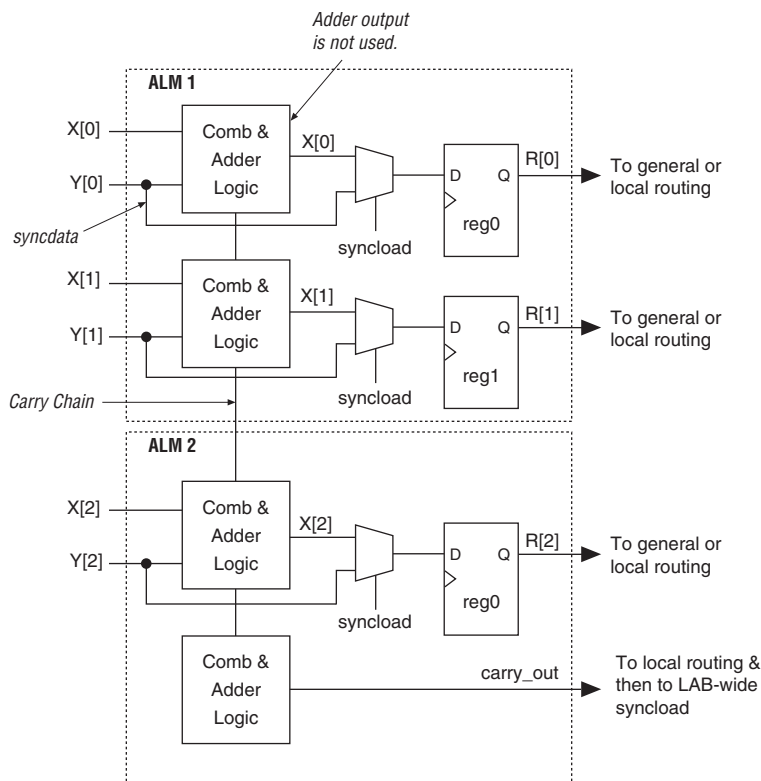 Adder output
is not used.
ALM 1
X[0]
Comb &
Adder
Logic
X[0]
Y[0]
D
Q
R[0]
To general or
local routing
reg0
syncdata
syncload
X[1]
Comb &
Adder
Logic
X[1]
Y[1]
D
Q
R[1]
To general or
local routing
reg1
syncload
Carry Chain
ALM 2
X[2]
Comb &
Adder
Logic
X[2]
Y[2]
D
Q
R[2]
To general or
local routing
reg0
syncload
Comb &
Adder
Logic
carry_out
To local routing &
then to LAB-wide
syncload